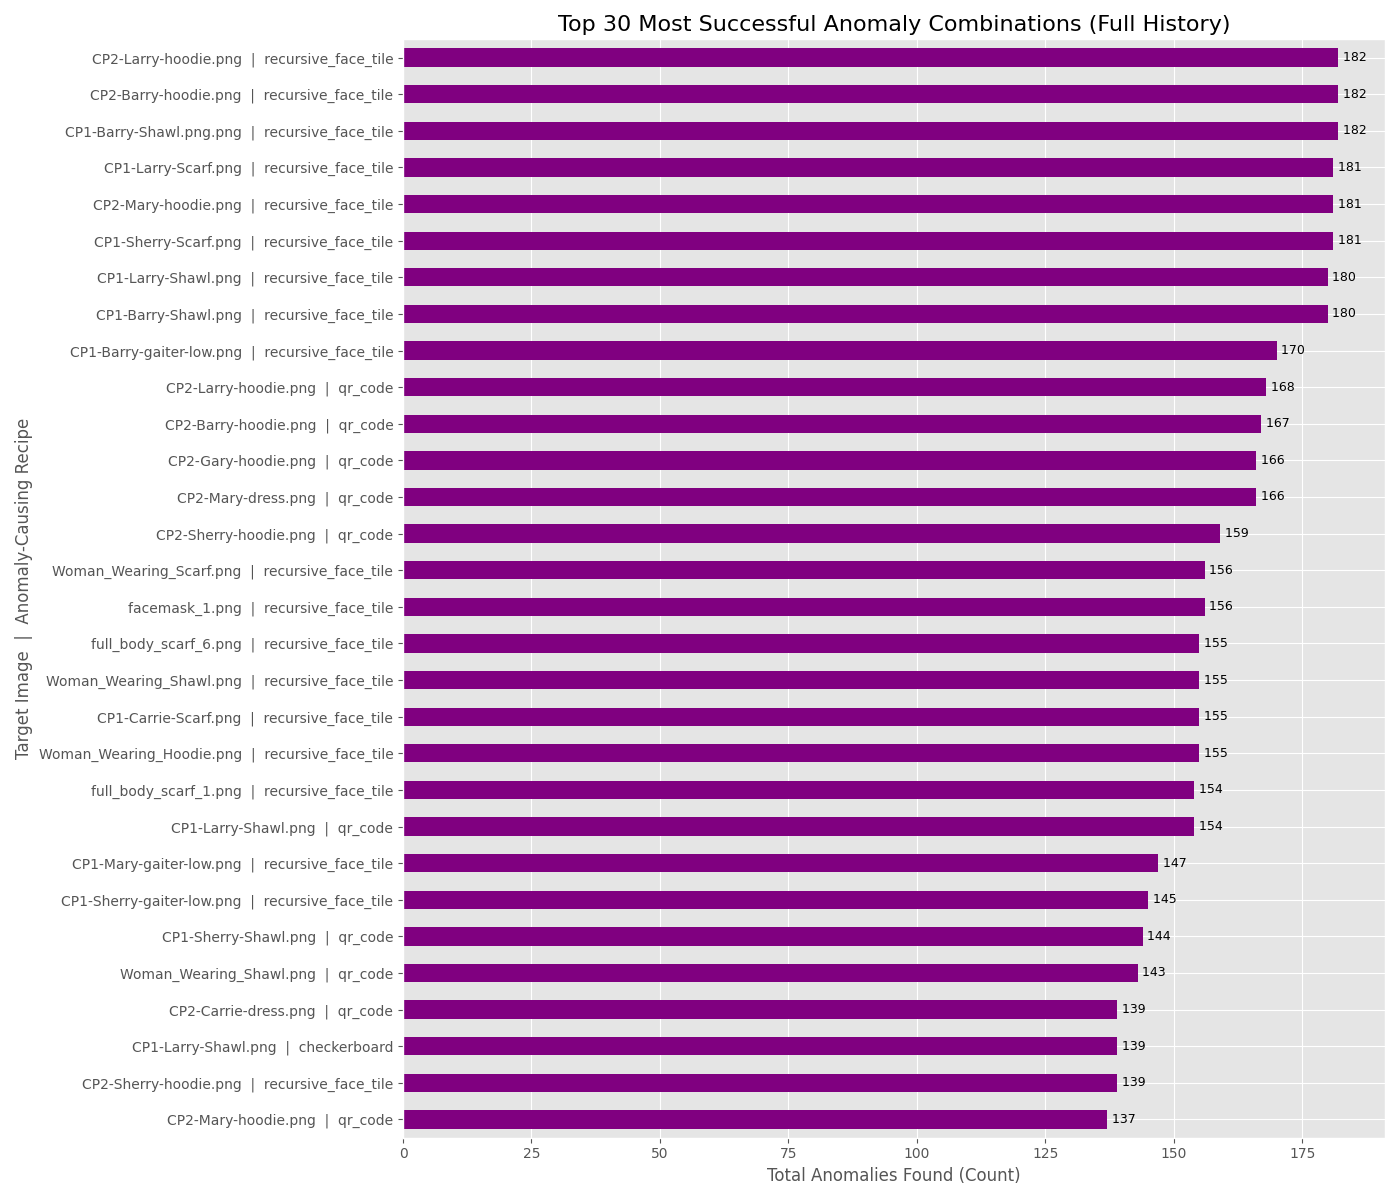 Top 30 Most Successful Anomaly Combinations (Full History)
Target Image | Anomaly-Causing Recipe
CP2-Larry-hoodie.png | recursive_face_tile 182
CP2-Barry-hoodie.png | recursive_face_tile 182
CP1-Barry-Shawl.png.png | recursive_face_tile 182
CP1-Larry-Scarf.png | recursive_face_tile 181
CP2-Mary-hoodie.png | recursive_face_tile 181
CP1-Sherry-Scarf.png | recursive_face_tile 181
CP1-Larry-Shawl.png | recursive_face_tile 180
CP1-Barry-Shawl.png | recursive_face_tile 180
CP1-Barry-gaiter-low.png | recursive_face_tile 170
CP2-Larry-hoodie.png | qr_code 168
CP2-Barry-hoodie.png | qr_code 167
CP2-Gary-hoodie.png | qr_code 166
CP2-Mary-dress.png | qr_code 166
CP2-Sherry-hoodie.png | qr_code 159
Woman_Wearing_Scarf.png | recursive_face_tile 156
facemask_1.png | recursive_face_tile 156
full_body_scarf_6.png | recursive_face_tile 155
Woman_Wearing_Shawl.png | recursive_face_tile 155
CP1-Carrie-Scarf.png | recursive_face_tile 155
Woman_Wearing_Hoodie.png | recursive_face_tile 155
full_body_scarf_1.png | recursive_face_tile 154
CP1-Larry-Shawl.png | qr_code 154
CP1-Mary-gaiter-low.png | recursive_face_tile 147
CP1-Sherry-gaiter-low.png | recursive_face_tile 145
CP1-Sherry-Shawl.png | qr_code 144
Woman_Wearing_Shawl.png | qr_code 143
CP2-Carrie-dress.png | qr_code 139
CP1-Larry-Shawl.png | checkerboard 139
CP2-Sherry-hoodie.png | recursive_face_tile 139
CP2-Mary-hoodie.png | qr_code 137
0 25 50 75 100 125 150 175
Total Anomalies Found (Count)